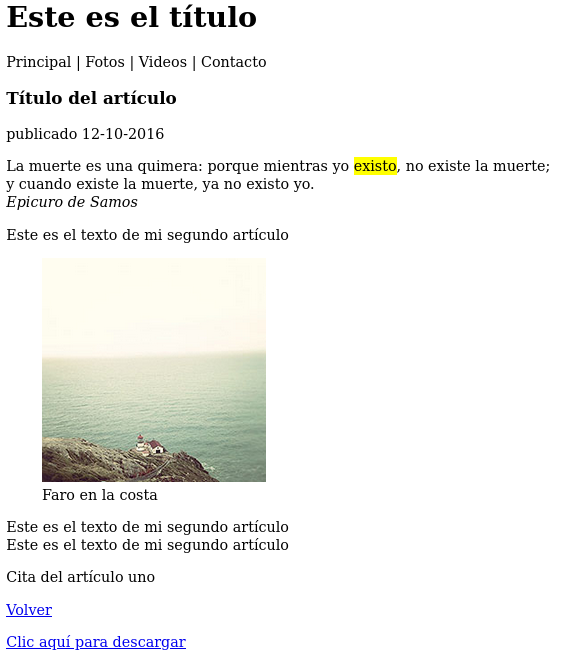 Este es el título
Principal | Fotos | Videos | Contacto
Título del artículo
publicado 12-10-2016
La muerte es una quimera: porque mientras yo existo, no existe la muerte;
y cuando existe la muerte, ya no existo yo.
Epicuro de Samos
Este es el texto de mi segundo artículo
Faro en la costa
Este es el texto de mi segundo artículo
Este es el texto de mi segundo artículo
Cita del artículo uno
Volver
Clic aquí para descargar